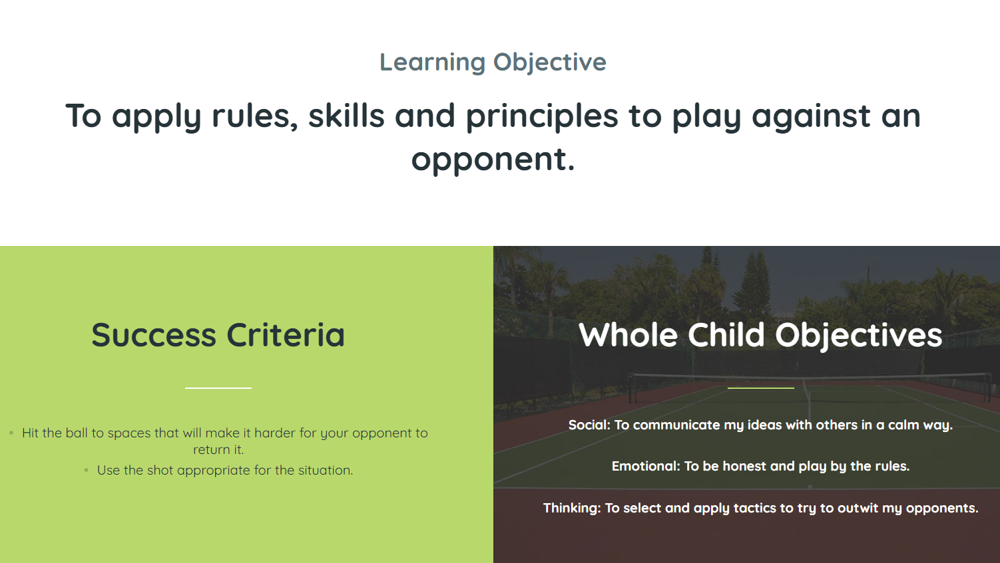 Learning Objective
To apply rules, skills and principles to play against an
opponent.
Success Criteria
• Hit the ball to spaces that will make it harder for your opponent to
return it.
• Use the shot appropriate for the situation.
Whole Child Objectives
Social: To communicate my ideas with others in a calm way.
Emotional: To be honest and play by the rules.
Thinking: To select and apply tactics to try to outwit my opponents.